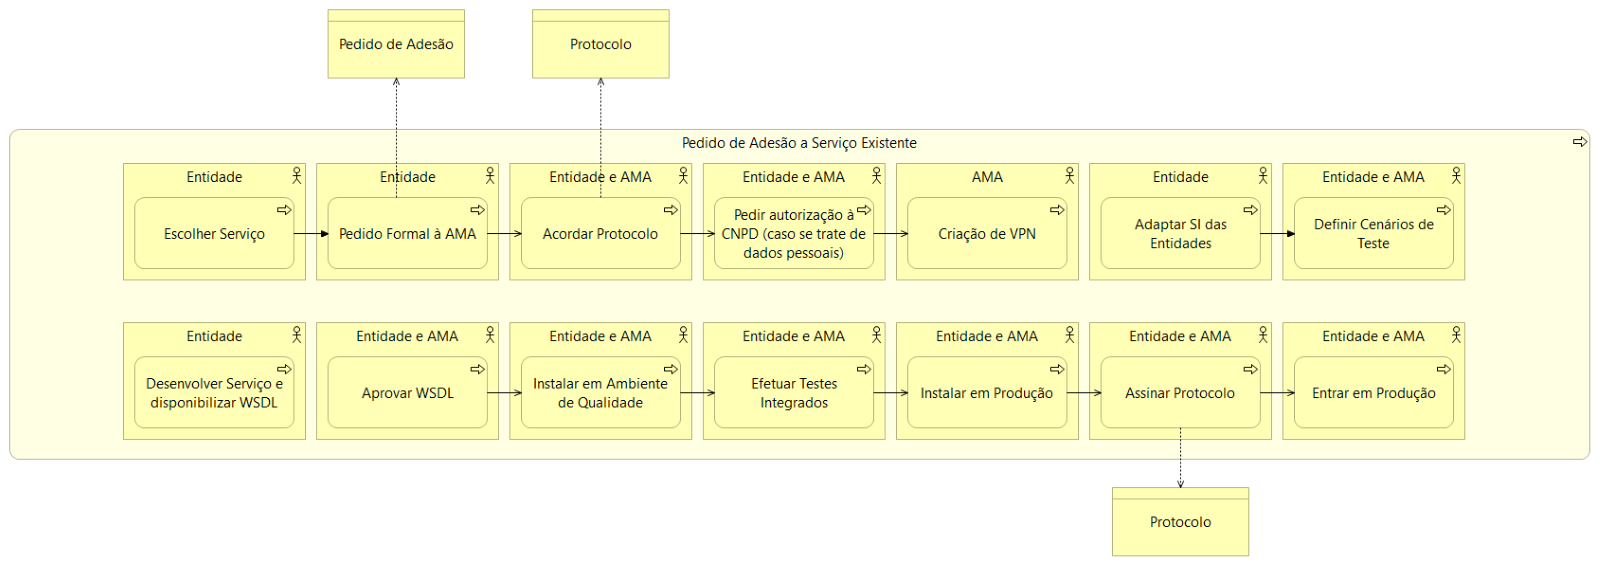 Pedido de Adesão
Protocolo
Pedido de Adesão a Serviço Existente
Entidade
Escolher Serviço
Entidade
Pedido Formal à AMA
Entidade e AMA
Acordar Protocolo
Entidade e AMA
Pedir autorização à
CNPD (caso se trate de
dados pessoais)
AMA
Criação de VPN
Entidade
Adaptar SI das
Entidades
Entidade e AMA
Definir Cenários de
Teste
Entidade
Desenvolver Serviço e
disponibilizar WSDL
Entidade e AMA
Aprovar WSDL
Entidade e AMA
Instalar em Ambiente
de Qualidade
Entidade e AMA
Efetuar Testes
Integrados
Entidade e AMA
Instalar em Produção
Entidade e AMA
Assinar Protocolo
Entidade e AMA
Entrar em Produção
Protocolo